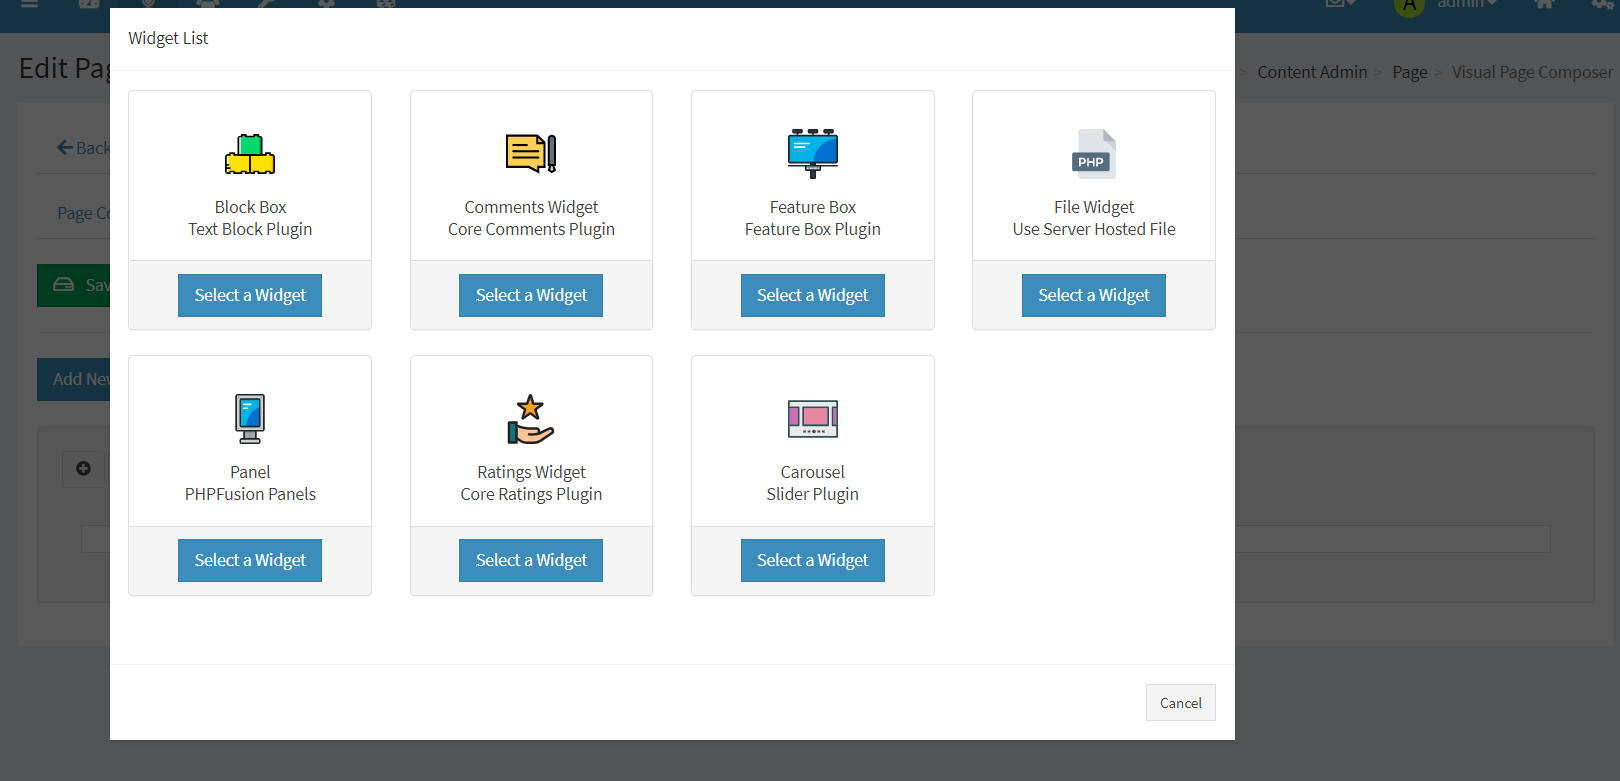 A admin
Widget List
Edit Pag
> Content Admin > Page > Visual Page Composer
Back
Page Co
Sav
Add New
Block Box
Text Block Plugin
Select a Widget
Comments Widget
Core Comments Plugin
Select a Widget
Feature Box
Feature Box Plugin
Select a Widget
PHP
File Widget
Use Server Hosted File
Select a Widget
Panel
PHPFusion Panels
Select a Widget
Ratings Widget
Core Ratings Plugin
Select a Widget
Carousel
Slider Plugin
Select a Widget
Cancel